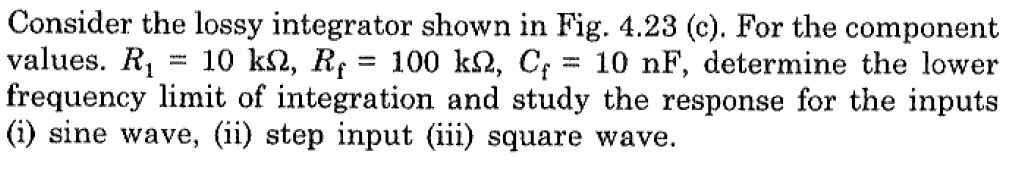 Consider the lossy integrator shown in Fig. 4.23 (c). For the component
values. R₁ = 10 kΩ, R_f = 100 kΩ, C_f = 10 nF, determine the lower
frequency limit of integration and study the response for the inputs
(i) sine wave, (ii) step input (iii) square wave.